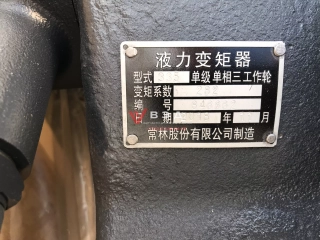 液力变矩器
型式 单级单相三工作轮
变矩系数
编号
日期 年 月
常林股份有限公司制造